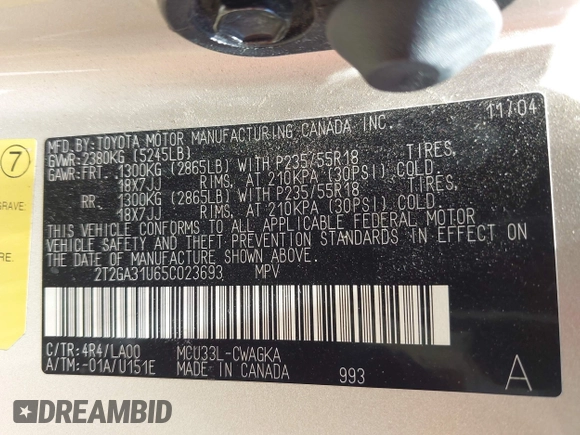 11/04
MFD.BY:TOYOTA MOTOR MANUFACTURING CANADA INC.
GVWR:2380KG (5245LB)
GAWR:FRT. 1300KG (2865LB) WITH P235/55R18 TIRES,
18X7JJ RIMS, AT 210KPA (30PSI) COLD.
RR. 1300KG (2865LB) WITH P235/55R18 TIRES,
18X7JJ RIMS, AT 210KPA (30PSI) COLD.
THIS VEHICLE CONFORMS TO ALL APPLICABLE FEDERAL MOTOR
VEHICLE SAFETY AND THEFT PREVENTION STANDARDS IN EFFECT ON
THE DATE OF MANUFACTURE SHOWN ABOVE.
2T2GA31U65C023693 MPV
C/TR:4R4/LA00 MCU33L-CWAGKA
A/TM:-01A/U151E MADE IN CANADA 993 A
7
GRAVE.
RE.
DREAMBID